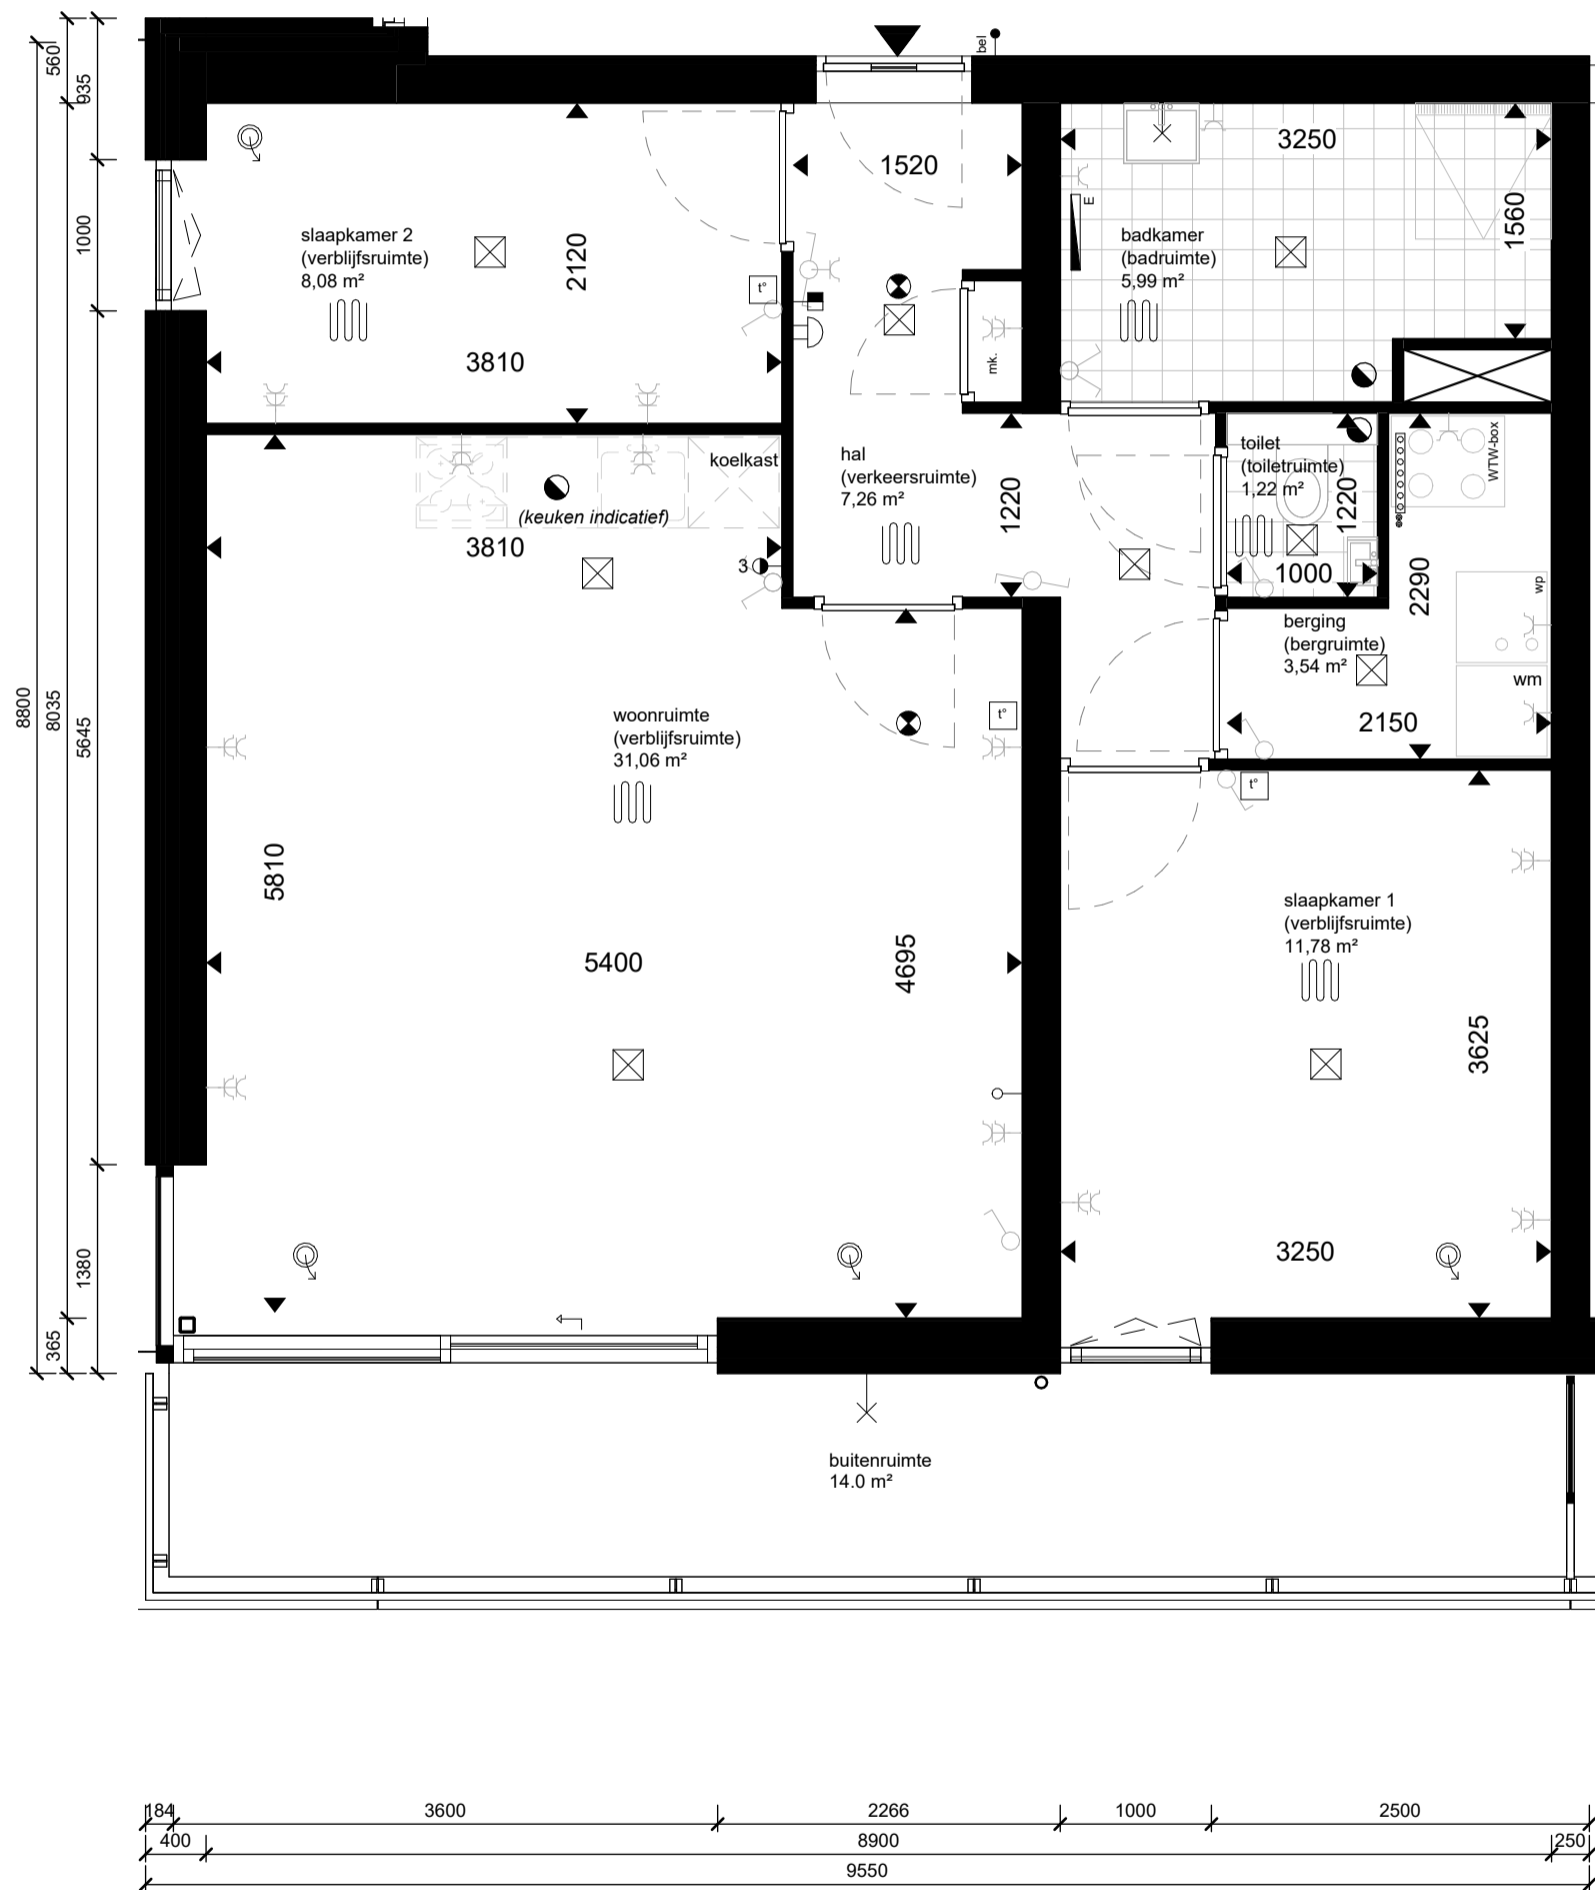 bel
560
935
1520
3250
1560
1000
slaapkamer 2
(verblijfsruimte)
8,08 m²
2120
t°
badkamer
(badruimte)
5,99 m²
E
3810
mk.
koelkast
(keuken indicatief)
3810
3
hal
(verkeersruimte)
7,26 m²
1220
toilet
(toiletruimte)
1,22 m²
1220
1000
WTW-box
2290
wp
berging
(bergruimte)
3,54 m²
wm
2150
8800
8035
5645
woonruimte
(verblijfsruimte)
31,06 m²
t°
t°
5810
5400
4695
slaapkamer 1
(verblijfsruimte)
11,78 m²
3625
3250
1380
365
buitenruimte
14.0 m²
184
3600
2266
1000
2500
400
8900
250
9550